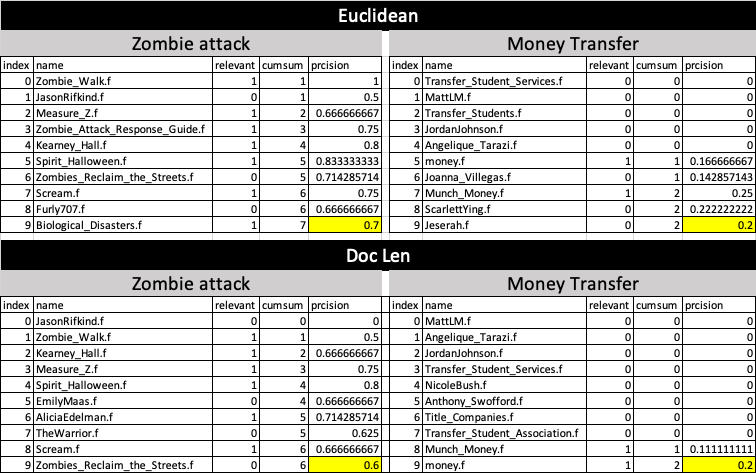 Euclidean
Zombie attack Money Transfer
index name relevant cumsum prcision index name relevant cumsum prcision
0 Zombie_Walk.f 1 1 1 0 Transfer_Student_Services.f 0 0 0
1 JasonRifkind.f 0 1 0.5 1 MattLM.f 0 0 0
2 Measure_Z.f 1 2 0.666666667 2 Transfer_Students.f 0 0 0
3 Zombie_Attack_Response_Guide.f 1 3 0.75 3 JordanJohnson.f 0 0 0
4 Kearney_Hall.f 1 4 0.8 4 Angelique_Tarazi.f 0 0 0
5 Spirit_Halloween.f 1 5 0.833333333 5 money.f 1 1 0.166666667
6 Zombies_Reclaim_the_Streets.f 0 5 0.714285714 6 Joanna_Villegas.f 0 1 0.142857143
7 Scream.f 1 6 0.75 7 Munch_Money.f 1 2 0.25
8 Furly707.f 0 6 0.666666667 8 ScarlettYing.f 0 2 0.222222222
9 Biological_Disasters.f 1 7 0.7 9 Jeserah.f 0 2 0.2
Doc Len
Zombie attack Money Transfer
index name relevant cumsum prcision index name relevant cumsum prcision
0 JasonRifkind.f 0 0 0 0 MattLM.f 0 0 0
1 Zombie_Walk.f 1 1 0.5 1 Angelique_Tarazi.f 0 0 0
2 Kearney_Hall.f 1 2 0.666666667 2 JordanJohnson.f 0 0 0
3 Measure_Z.f 1 3 0.75 3 Transfer_Student_Services.f 0 0 0
4 Spirit_Halloween.f 1 4 0.8 4 NicoleBush.f 0 0 0
5 EmilyMaas.f 0 4 0.666666667 5 Anthony_Swofford.f 0 0 0
6 AliciaEdelman.f 1 5 0.714285714 6 Title_Companies.f 0 0 0
7 TheWarrior.f 0 5 0.625 7 Transfer_Student_Association.f 0 0 0
8 Scream.f 1 6 0.666666667 8 Munch_Money.f 1 1 0.111111111
9 Zombies_Reclaim_the_Streets.f 0 6 0.6 9 money.f 1 2 0.2